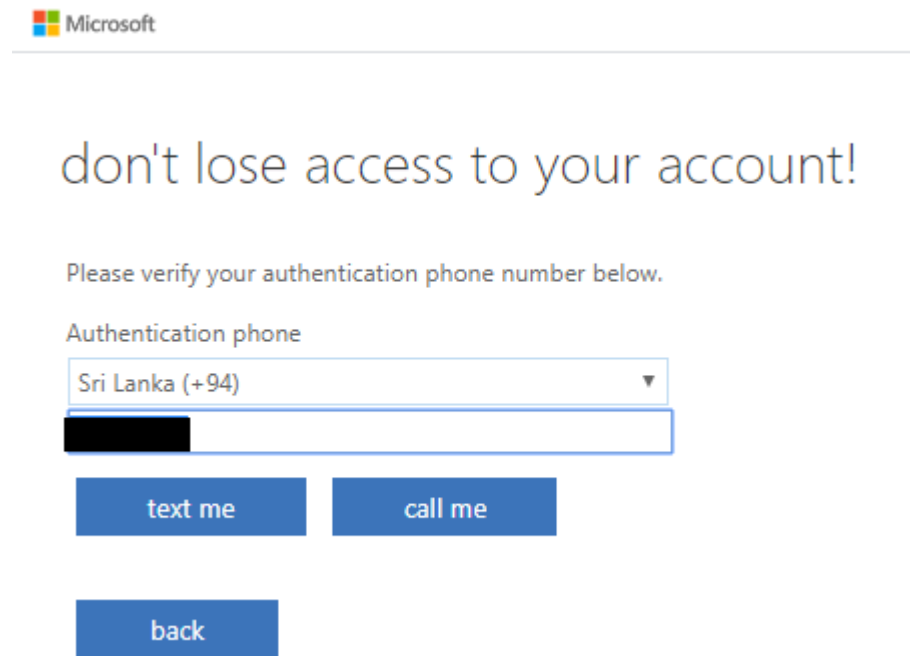 Microsoft
don't lose access to your account!
Please verify your authentication phone number below.
Authentication phone
Sri Lanka (+94)
text me call me
back